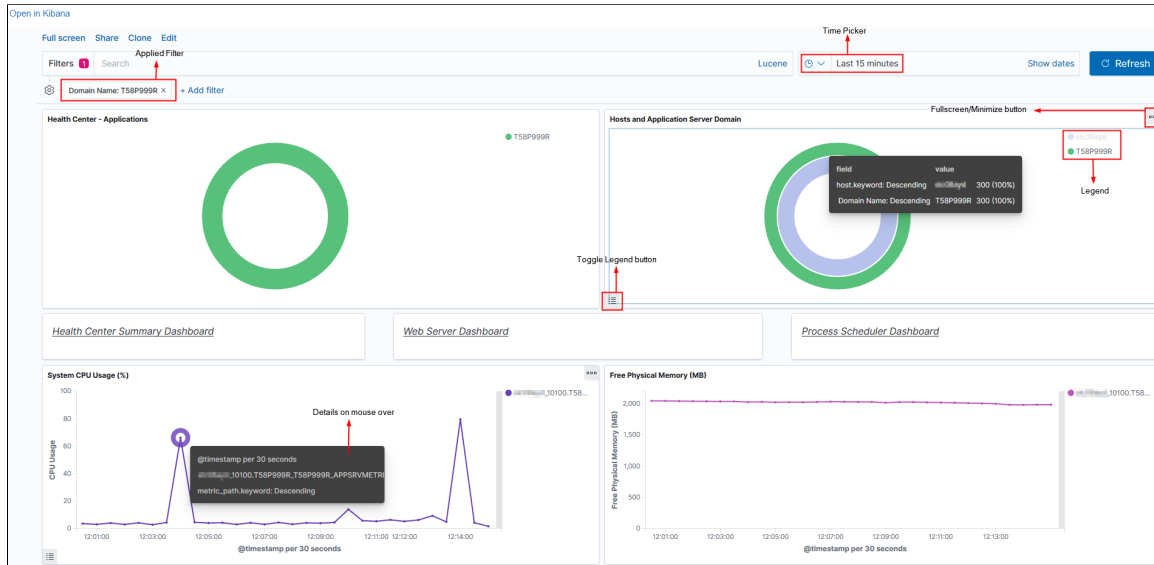 Open in Kibana
Full screen Share Clone Edit
Time Picker
Applied Filter
Filters 1 Search Lucene Last 15 minutes Show dates Refresh
Domain Name: T58P999R × + Add filter
Fullscreen/Minimize button
Health Center - Applications
T58P999R
Hosts and Application Server Domain
T58P999R
Legend
field value
host.keyword: Descending 300 (100%)
Domain Name: Descending T58P999R 300 (100%)
Toggle Legend button
Health Center Summary Dashboard
Web Server Dashboard
Process Scheduler Dashboard
System CPU Usage (%)
100
80
60
40
20
0
CPU Usage
12:01:00 12:03:00 12:05:00 12:07:00 12:09:00 12:11:00 12:12:00 12:14:00
@timestamp per 30 seconds
_10100.T58...
Details on mouse over
@timestamp per 30 seconds
_10100.T58P999R_T58P999R_APPSRVMETRI
metric_path.keyword: Descending
Free Physical Memory (MB)
2,000
1,500
1,000
500
0
Free Physical Memory (MB)
12:01:00 12:03:00 12:05:00 12:07:00 12:09:00 12:11:00 12:13:00
@timestamp per 30 seconds
_10100.T58...